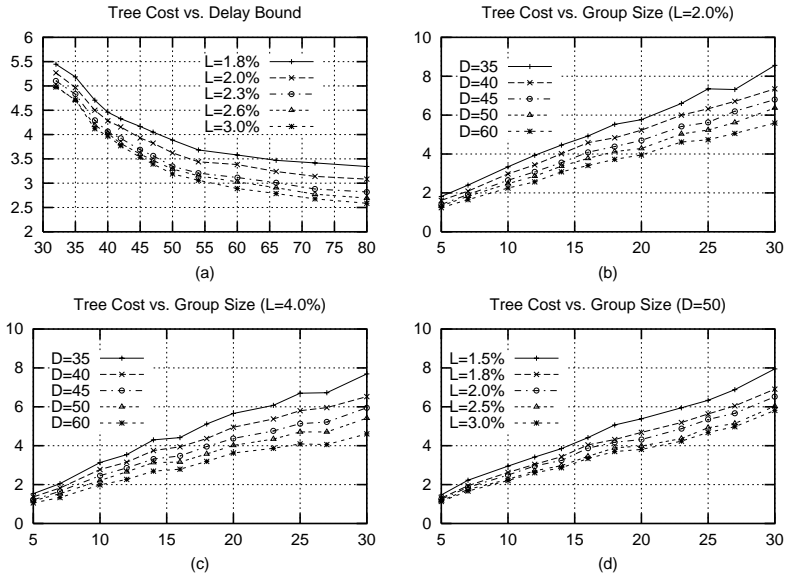 Tree Cost vs. Delay Bound
6
5.5
5
4.5
4
3.5
3
2.5
2
L=1.8%
L=2.0%
L=2.3%
L=2.6%
L=3.0%
30 35 40 45 50 55 60 65 70 75 80
(a)
Tree Cost vs. Group Size (L=2.0%)
10
8
6
4
2
0
D=35
D=40
D=45
D=50
D=60
5 10 15 20 25 30
(b)
Tree Cost vs. Group Size (L=4.0%)
10
8
6
4
2
0
D=35
D=40
D=45
D=50
D=60
5 10 15 20 25 30
(c)
Tree Cost vs. Group Size (D=50)
10
8
6
4
2
0
L=1.5%
L=1.8%
L=2.0%
L=2.5%
L=3.0%
5 10 15 20 25 30
(d)